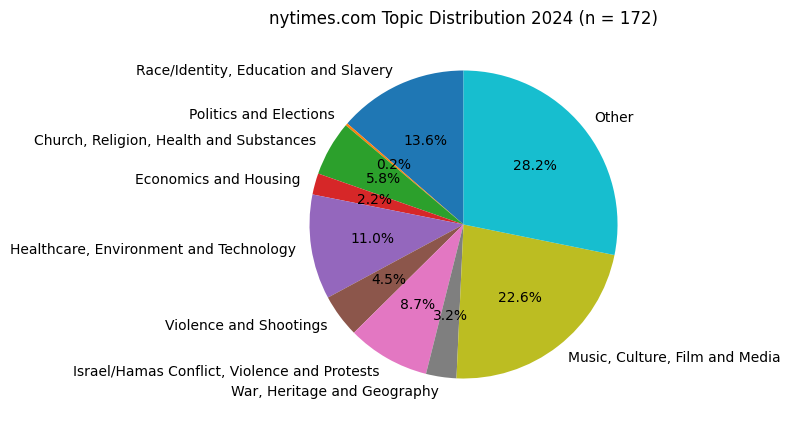 nytimes.com Topic Distribution 2024 (n = 172)
Race/Identity, Education and Slavery
13.6%
Politics and Elections
0.2%
Church, Religion, Health and Substances
5.8%
Economics and Housing
2.2%
Healthcare, Environment and Technology
11.0%
Violence and Shootings
4.5%
Israel/Hamas Conflict, Violence and Protests
8.7%
War, Heritage and Geography
3.2%
Music, Culture, Film and Media
22.6%
Other
28.2%